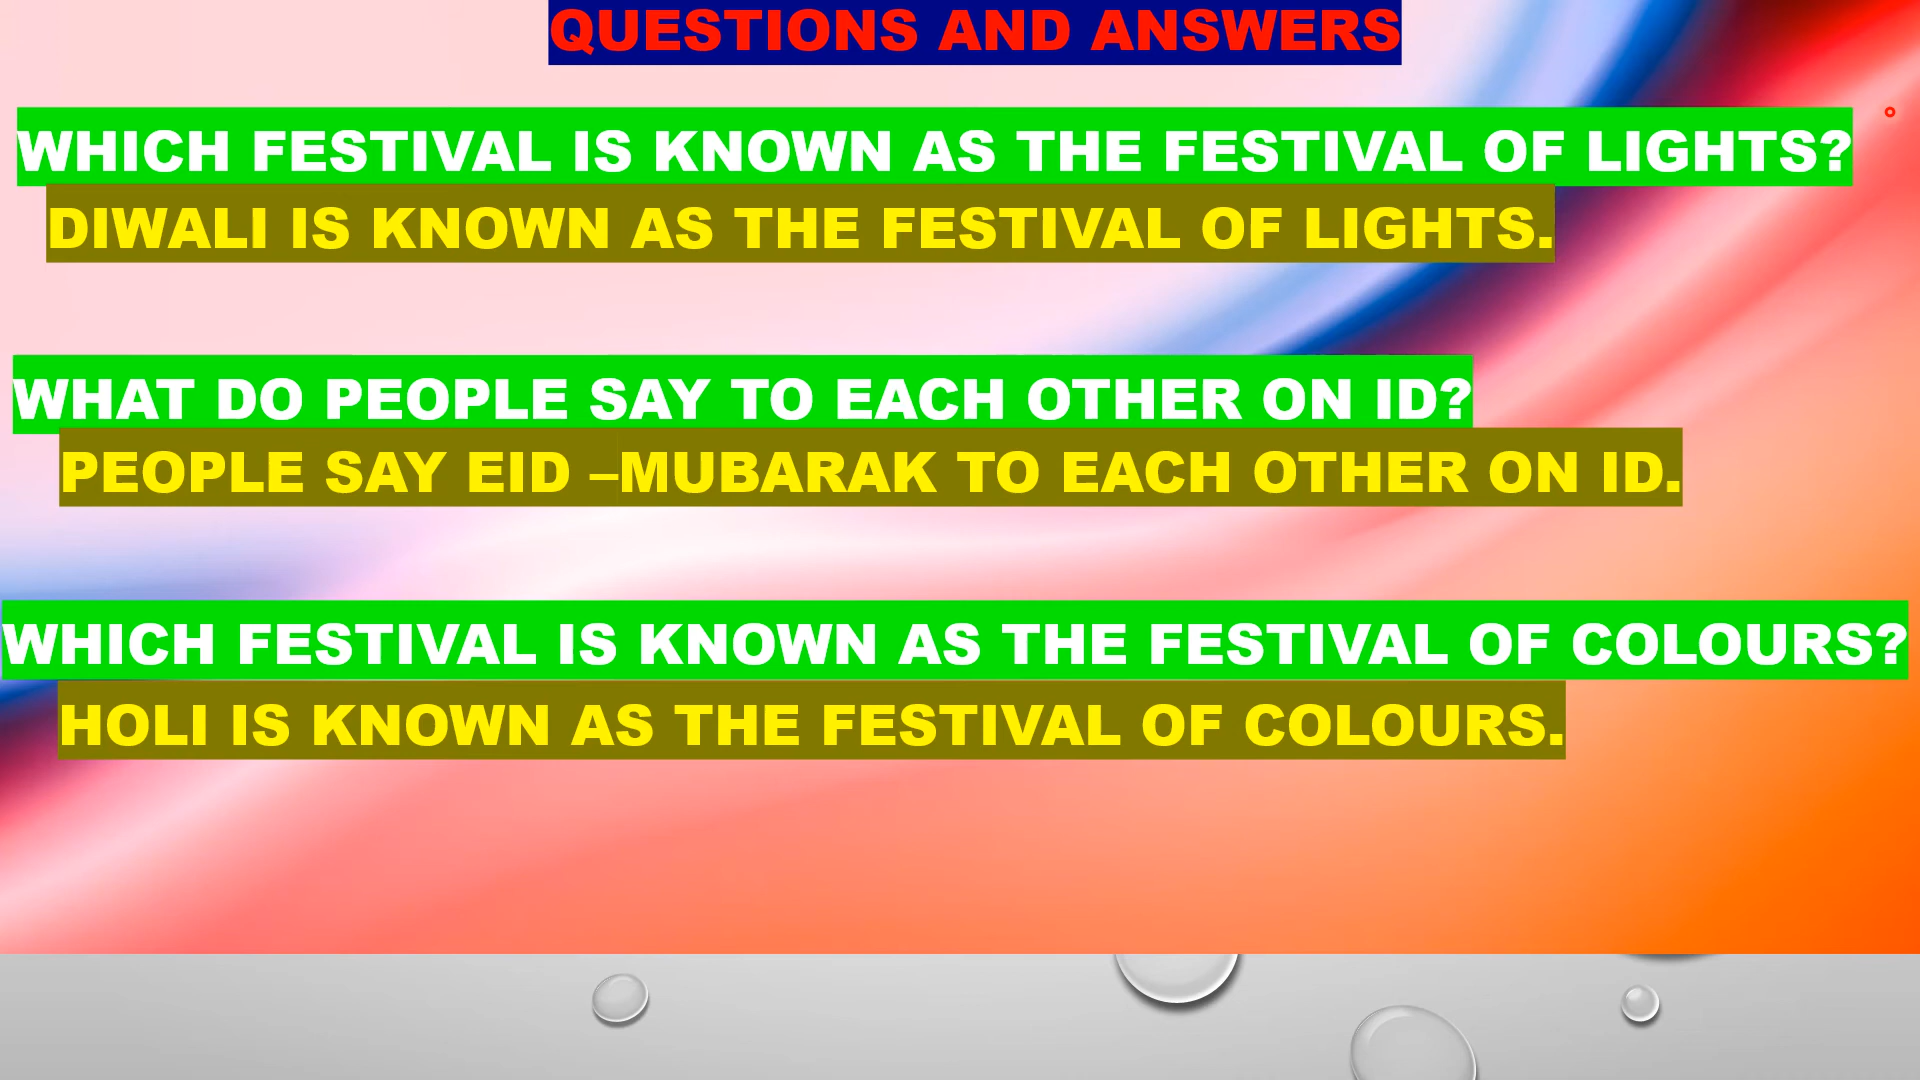 QUESTIONS AND ANSWERS
WHICH FESTIVAL IS KNOWN AS THE FESTIVAL OF LIGHTS?
DIWALI IS KNOWN AS THE FESTIVAL OF LIGHTS.
WHAT DO PEOPLE SAY TO EACH OTHER ON ID?
PEOPLE SAY EID –MUBARAK TO EACH OTHER ON ID.
WHICH FESTIVAL IS KNOWN AS THE FESTIVAL OF COLOURS?
HOLI IS KNOWN AS THE FESTIVAL OF COLOURS.